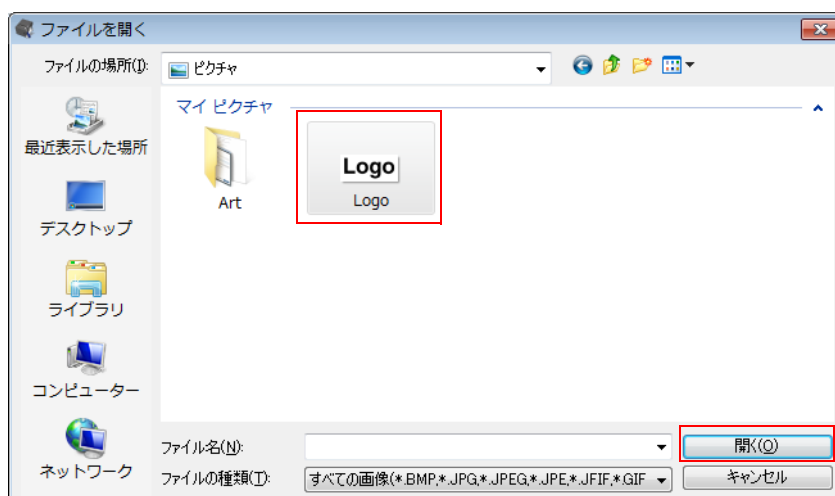 ファイルを開く
ファイルの場所(I):
ピクチャ
マイ ピクチャ
最近表示した場所
デスクトップ
ライブラリ
コンピューター
ネットワーク
Art
Logo
Logo
ファイル名(N):
開く(O)
ファイルの種類(T):
すべての画像(*.BMP,*.JPG,*.JPEG,*.JPE,*.JFIF,*.GIF
キャンセル